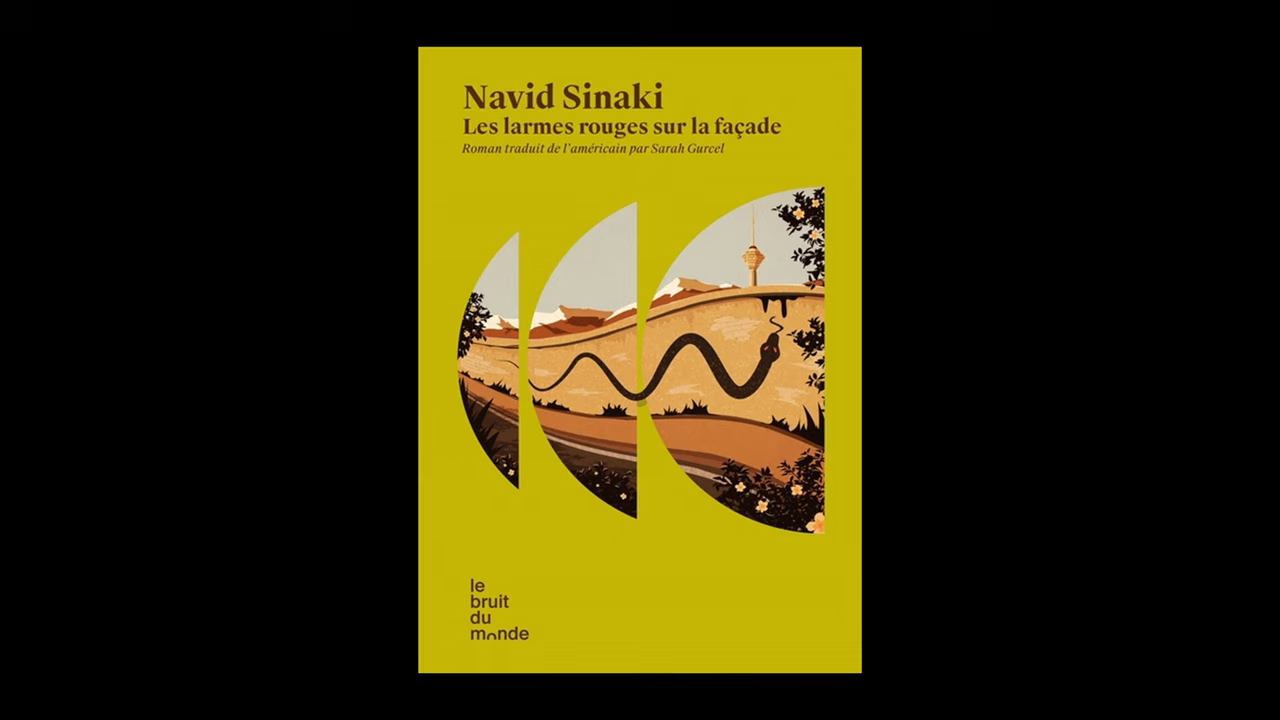 Navid Sinaki
Les larmes rouges sur la façade
Roman traduit de l'américain par Sarah Gurcel
le
bruit
du
monde